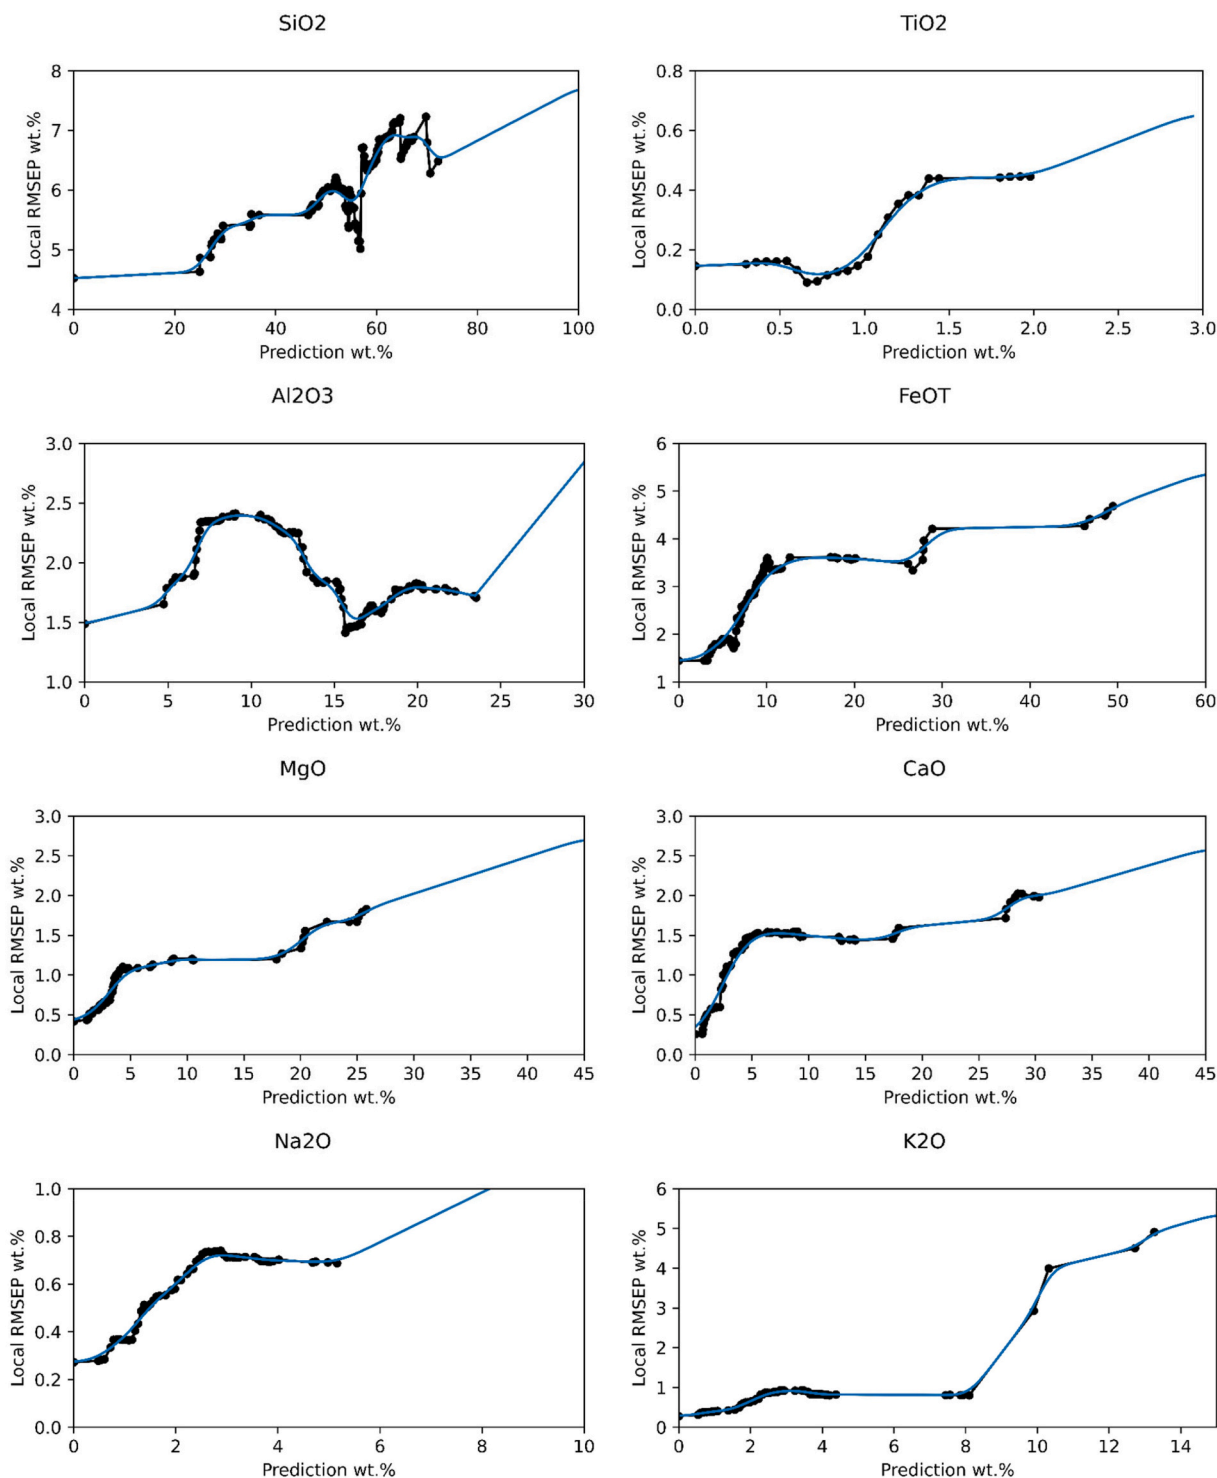 SiO2
TiO2
8
7
6
5
4
Local RMSEP wt.%
0 20 40 60 80 100
Prediction wt.%
0.8
0.6
0.4
0.2
0.0
Local RMSEP wt.%
0.0 0.5 1.0 1.5 2.0 2.5 3.0
Prediction wt.%
Al2O3
FeOT
3.0
2.5
2.0
1.5
1.0
Local RMSEP wt.%
0 5 10 15 20 25 30
Prediction wt.%
6
5
4
3
2
1
Local RMSEP wt.%
0 10 20 30 40 50 60
Prediction wt.%
MgO
CaO
3.0
2.5
2.0
1.5
1.0
0.5
0.0
Local RMSEP wt.%
0 5 10 15 20 25 30 35 40 45
Prediction wt.%
3.0
2.5
2.0
1.5
1.0
0.5
0.0
Local RMSEP wt.%
0 5 10 15 20 25 30 35 40 45
Prediction wt.%
Na2O
K2O
1.0
0.8
0.6
0.4
0.2
0.0
Local RMSEP wt.%
0 2 4 6 8 10
Prediction wt.%
6
5
4
3
2
1
0
Local RMSEP wt.%
0 2 4 6 8 10 12 14
Prediction wt.%